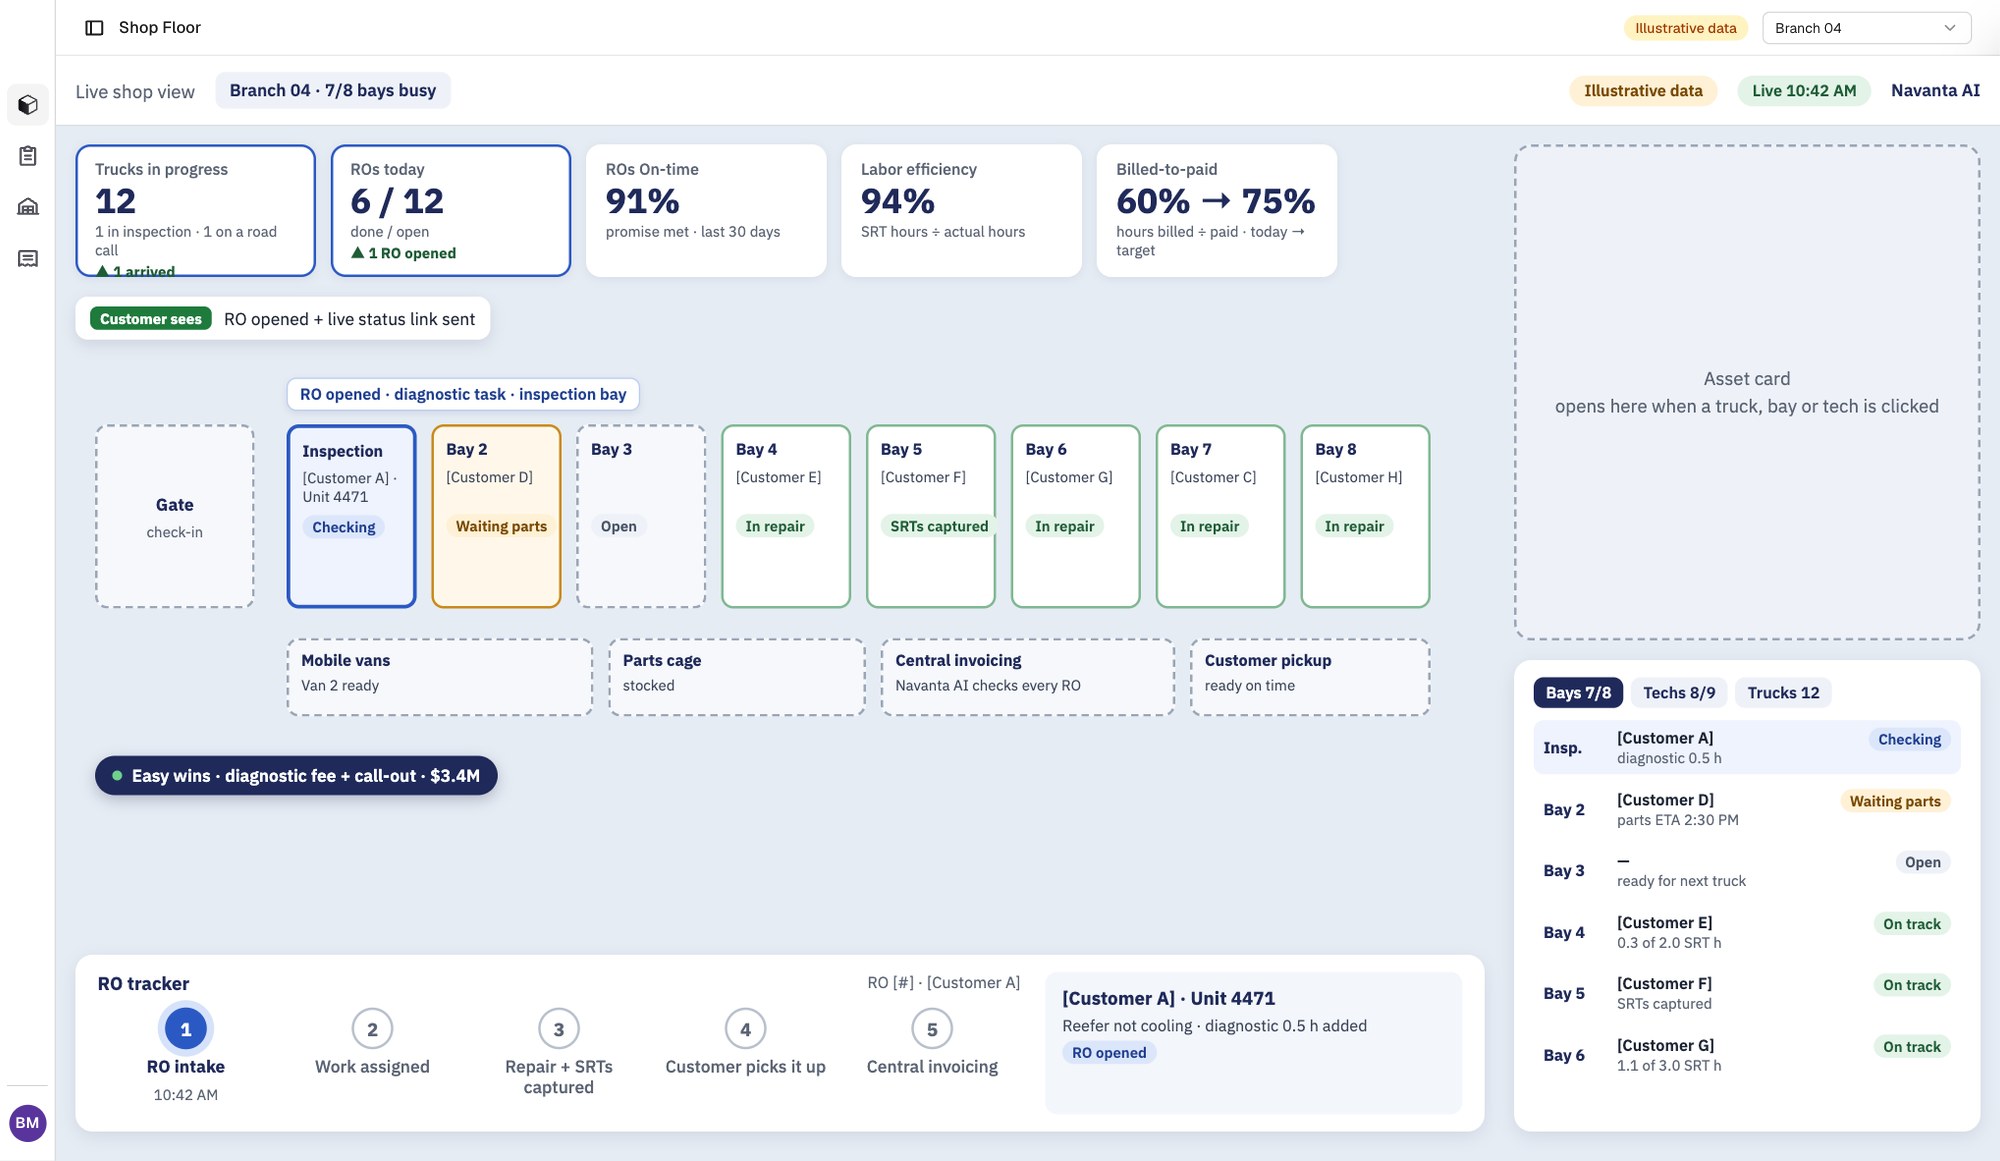 Shop Floor
Illustrative data
Branch 04
Live shop view
Branch 04 · 7/8 bays busy
Illustrative data
Live 10:42 AM
Navanta AI
Trucks in progress
12
1 in inspection · 1 on a road
call
▲ 1 arrived
ROs today
6 / 12
done / open
▲ 1 RO opened
ROs On-time
91%
promise met · last 30 days
Labor efficiency
94%
SRT hours ÷ actual hours
Billed-to-paid
60% → 75%
hours billed ÷ paid · today →
target
Customer sees
RO opened + live status link sent
RO opened · diagnostic task · inspection bay
Gate
check-in
Inspection
[Customer A] ·
Unit 4471
Checking
Bay 2
[Customer D]
Waiting parts
Bay 3
Open
Bay 4
[Customer E]
In repair
Bay 5
[Customer F]
SRTs captured
Bay 6
[Customer G]
In repair
Bay 7
[Customer C]
In repair
Bay 8
[Customer H]
In repair
Mobile vans
Van 2 ready
Parts cage
stocked
Central invoicing
Navanta AI checks every RO
Customer pickup
ready on time
Easy wins · diagnostic fee + call-out · $3.4M
Asset card
opens here when a truck, bay or tech is clicked
Bays 7/8
Techs 8/9
Trucks 12
Insp.
[Customer A]
diagnostic 0.5 h
Checking
Bay 2
[Customer D]
parts ETA 2:30 PM
Waiting parts
Bay 3
—
ready for next truck
Open
Bay 4
[Customer E]
0.3 of 2.0 SRT h
On track
Bay 5
[Customer F]
SRTs captured
On track
Bay 6
[Customer G]
1.1 of 3.0 SRT h
On track
RO tracker
RO [#] · [Customer A]
1
RO intake
10:42 AM
2
Work assigned
3
Repair + SRTs
captured
4
Customer picks it up
5
Central invoicing
[Customer A] · Unit 4471
Reefer not cooling · diagnostic 0.5 h added
RO opened
BM